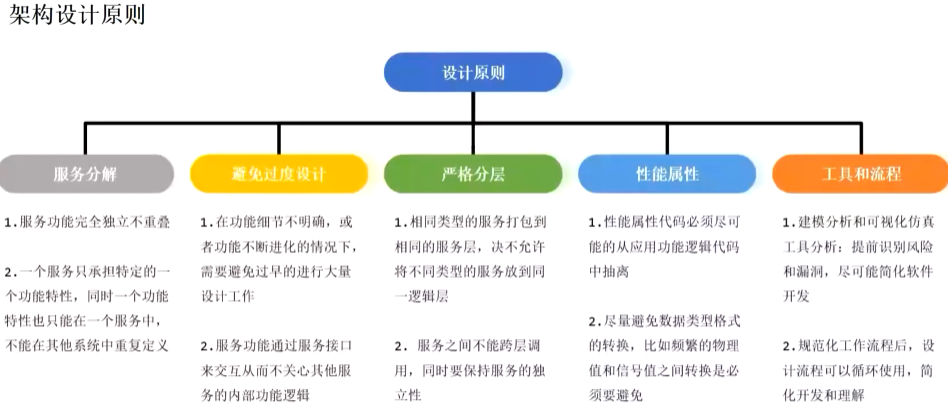 架构设计原则
设计原则
服务分解
1.服务功能完全独立不重叠
2.一个服务只承担特定的一
个功能特性，同时一个功能
特性也只能在一个服务中，
不能在其他系统中重复定义
避免过度设计
1.在功能细节不明确，或
者功能不断进化的情况下，
需要避免过早的进行大量
设计工作
2.服务功能通过服务接口
来交互从而不关心其他服
务的内部功能逻辑
严格分层
1.相同类型的服务打包到
相同的服务层，决不允许
将不同类型的服务放到同
一逻辑层
2. 服务之间不能跨层调
用，同时要保持服务的独
立性
性能属性
1.性能属性代码必须尽可
能的从应用功能逻辑代码
中抽离
2.尽量避免数据类型格式
的转换，比如频繁的物理
值和信号值之间转换是必
须要避免
工具和流程
1.建模分析和可视化仿真
工具分析：提前识别风险
和漏洞，尽可能简化软件
开发
2.规范化工作流程后，设
计流程可以循环使用，简
化开发和理解